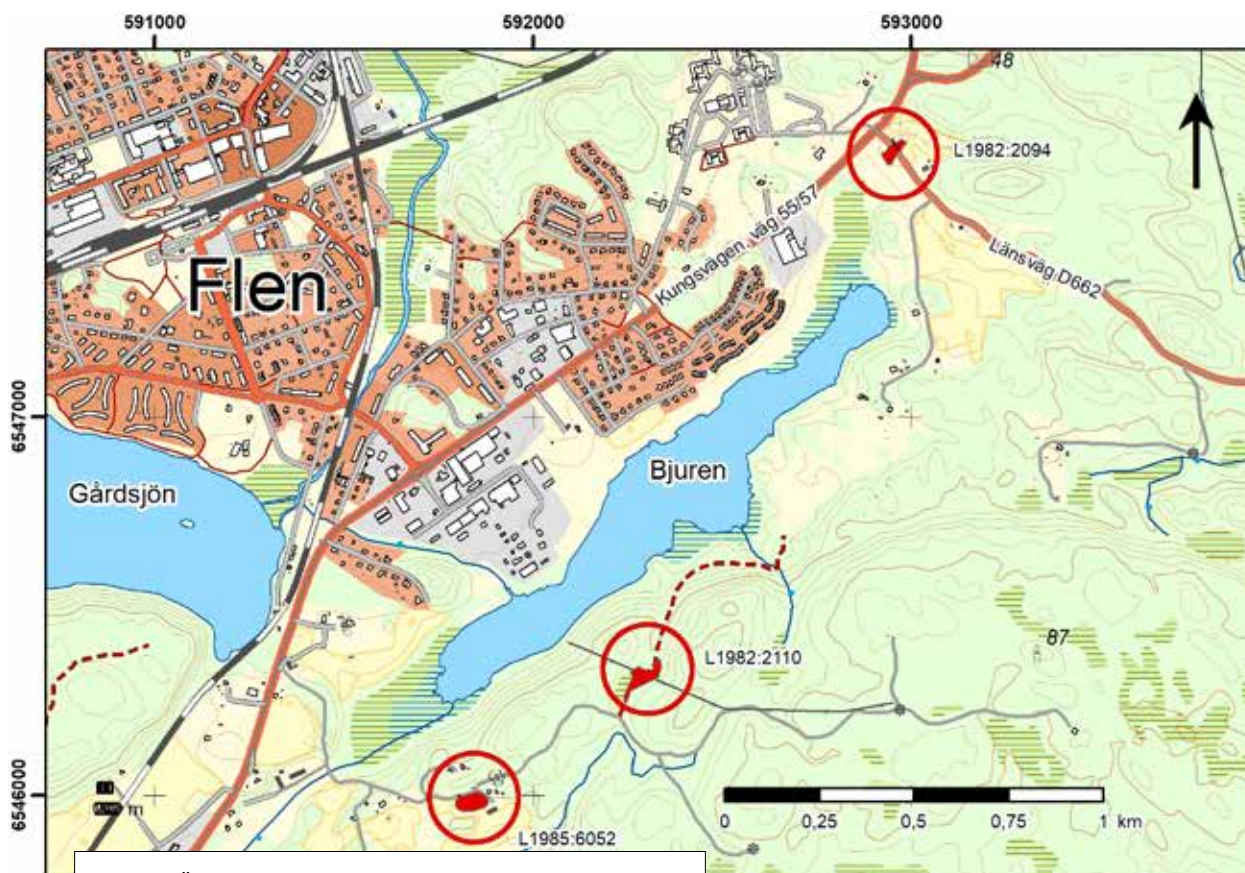 591000
592000
593000
48
L1982:2094
Kungsvägen, väg 55/57
Länsväg D662
Flen
6547000
Gårdsjön
Bjuren
87
L1982:2110
6546000
m
0 0,25 0,5 0,75 1 km
L1985:6052